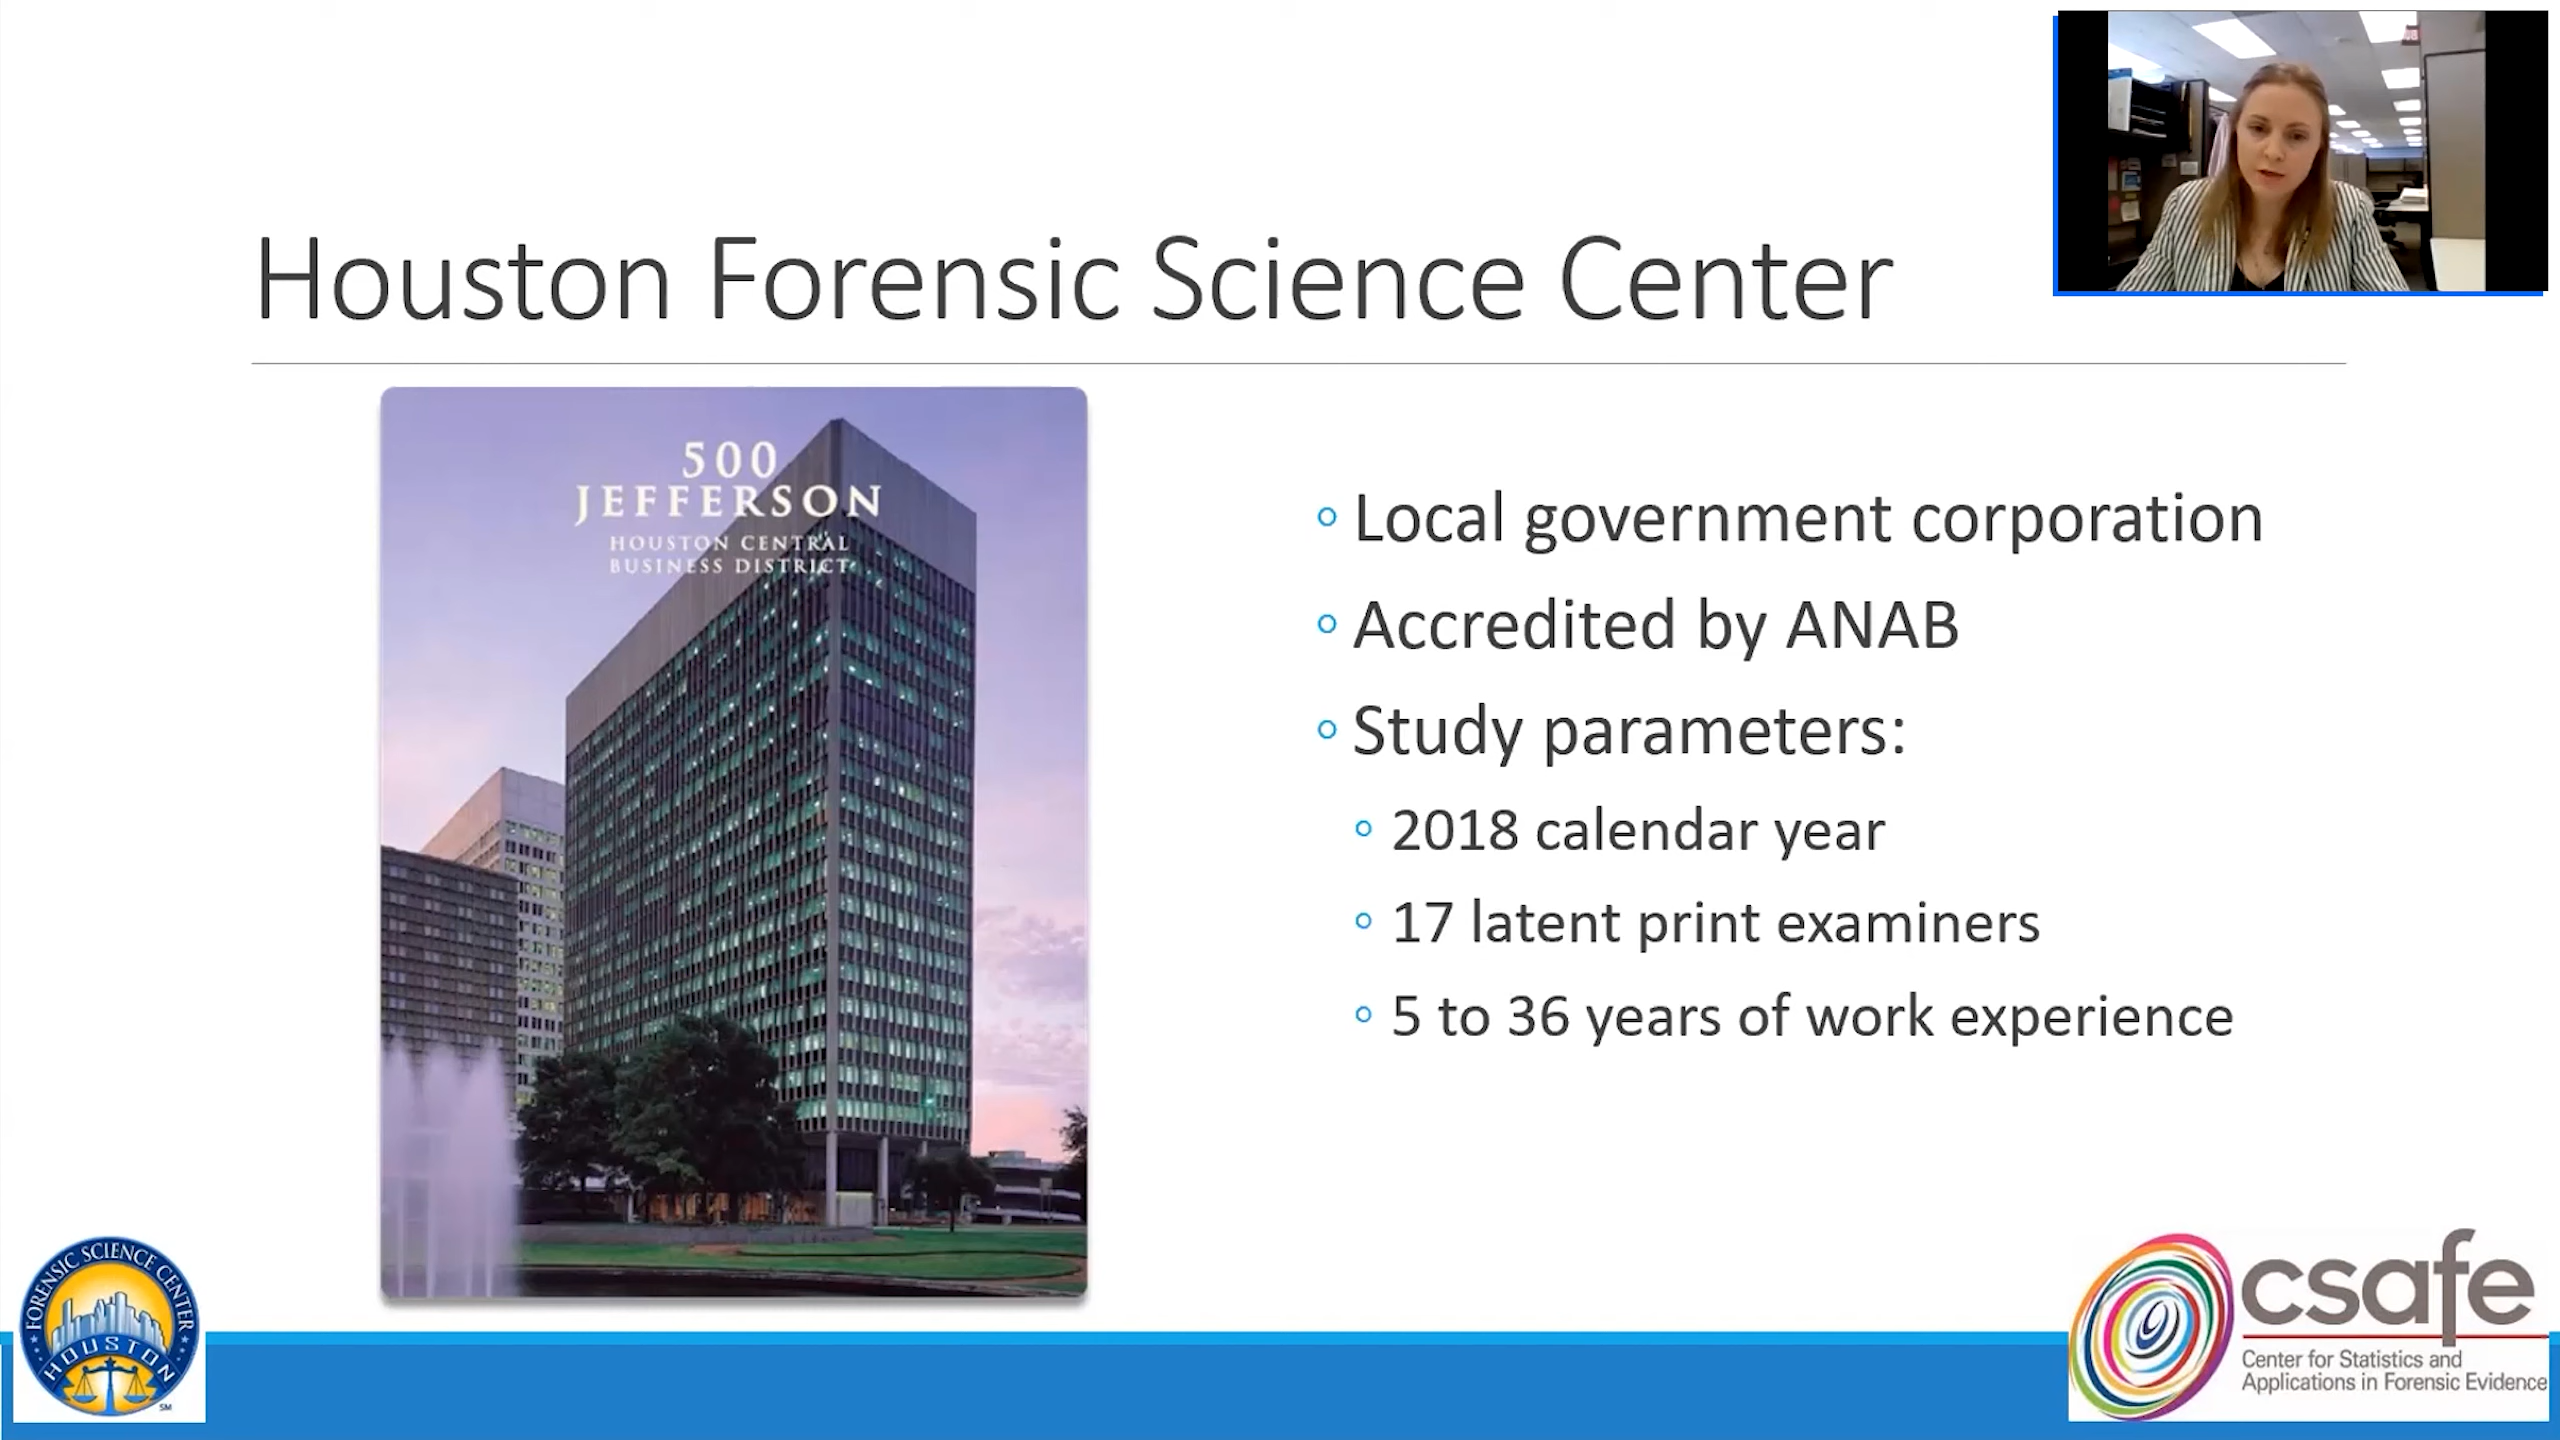 Houston Forensic Science Center
500
JEFFERSON
HOUSTON CENTRAL
BUSINESS DISTRICT
Local government corporation
Accredited by ANAB
Study parameters:
2018 calendar year
17 latent print examiners
5 to 36 years of work experience
FORENSIC SCIENCE CENTER
HOUSTON
SM
csafe
Center for Statistics and
Applications in Forensic Evidence